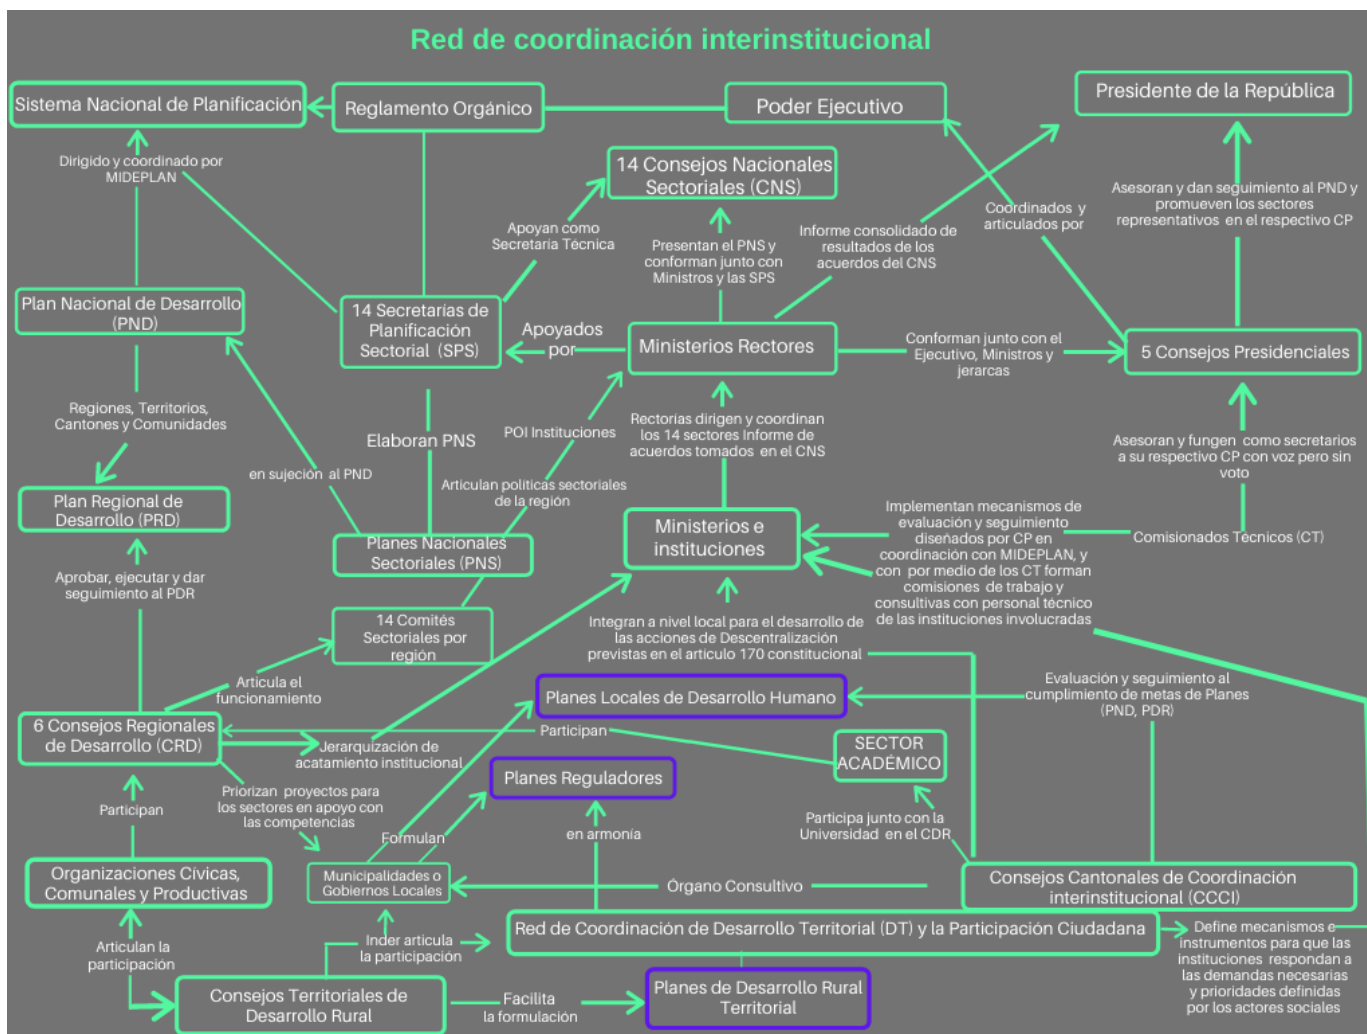 Red de coordinación interinstitucional
Sistema Nacional de Planificación
Reglamento Orgánico
Poder Ejecutivo
Presidente de la República
Dirigido y coordinado por
MIDEPLAN
14 Consejos Nacionales
Sectoriales (CNS)
Apoyan como
Secretaria Técnica
Presentan el PNS y
conforman junto con
Ministros y las SPS
Informe consolidado de
resultados de los
acuerdos del CNS
Coordinados y
articulados por
Asesoran y dan seguimiento al PND y
promueven los sectores
representativos en el respectivo CP
Plan Nacional de Desarrollo
(PND)
14 Secretarías de
Planificación
Sectorial (SPS)
Apoyados
por
Ministerios Rectores
Conforman junto con el
Ejecutivo, Ministros y
jerarcas
5 Consejos Presidenciales
Regiones, Territorios,
Cantones y Comunidades
Elaboran PNS
POI Instituciones
Rectorías dirigen y coordinan
los 14 sectores Informe de
acuerdos tomados en el CNS
Asesoran y fungen como secretarios
a su respectivo CP con voz pero sin
voto
en sujeción al PND
Articulan políticas sectoriales
de la región
Plan Regional de
Desarrollo (PRD)
Planes Nacionales
Sectoriales (PNS)
Ministerios e
instituciones
Implementan mecanismos de
evaluación y seguimiento
diseñados por CP en
coordinación con MIDEPLAN, y
con por medio de los CT forman
comisiones de trabajo y
consultivas con personal técnico
de las instituciones involucradas
Comisionados Técnicos (CT)
Aprobar, ejecutar y dar
seguimiento al PDR
14 Comités
Sectoriales por
región
Integran a nivel local para el desarrollo de
las acciones de Descentralización
previstas en el articulo 170 constitucional
Articula el
funcionamiento
Planes Locales de Desarrollo Humano
Evaluación y seguimiento al
cumplimiento de metas de Planes
(PND, PDR)
6 Consejos Regionales
de Desarrollo (CRD)
Jerarquización de
acatamiento institucional
Participan
SECTOR
ACADÉMICO
Planes Reguladores
Priorizan proyectos para
los sectores en apoyo con
las competencias
Participan
Formulan
en armonía
Participa junto con la
Universidad en el CDR
Organizaciones Cívicas,
Comunales y Productivas
Municipalidades o
Gobiernos Locales
Órgano Consultivo
Consejos Cantonales de Coordinación
interinstitucional (CCCI)
Articulan la
participación
Inder articula
la participación
Red de Coordinación de Desarrollo Territorial (DT) y la Participación Ciudadana
Define mecanismos e
instrumentos para que las
instituciones respondan a
las demandas necesarias
y prioridades definidas
por los actores sociales
Consejos Territoriales de
Desarrollo Rural
Facilita
la formulación
Planes de Desarrollo Rural
Territorial